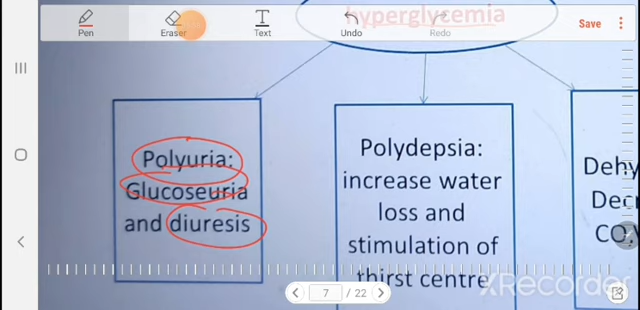 hyperglycemia
Pen
Eraser
Text
Undo
Redo
Save
Polyuria:
Glucoseuria
and diuresis
Polydepsia:
increase water
loss and
stimulation of
thirst centre
Dehy
Decr
CO,
7 / 22
XRecorder